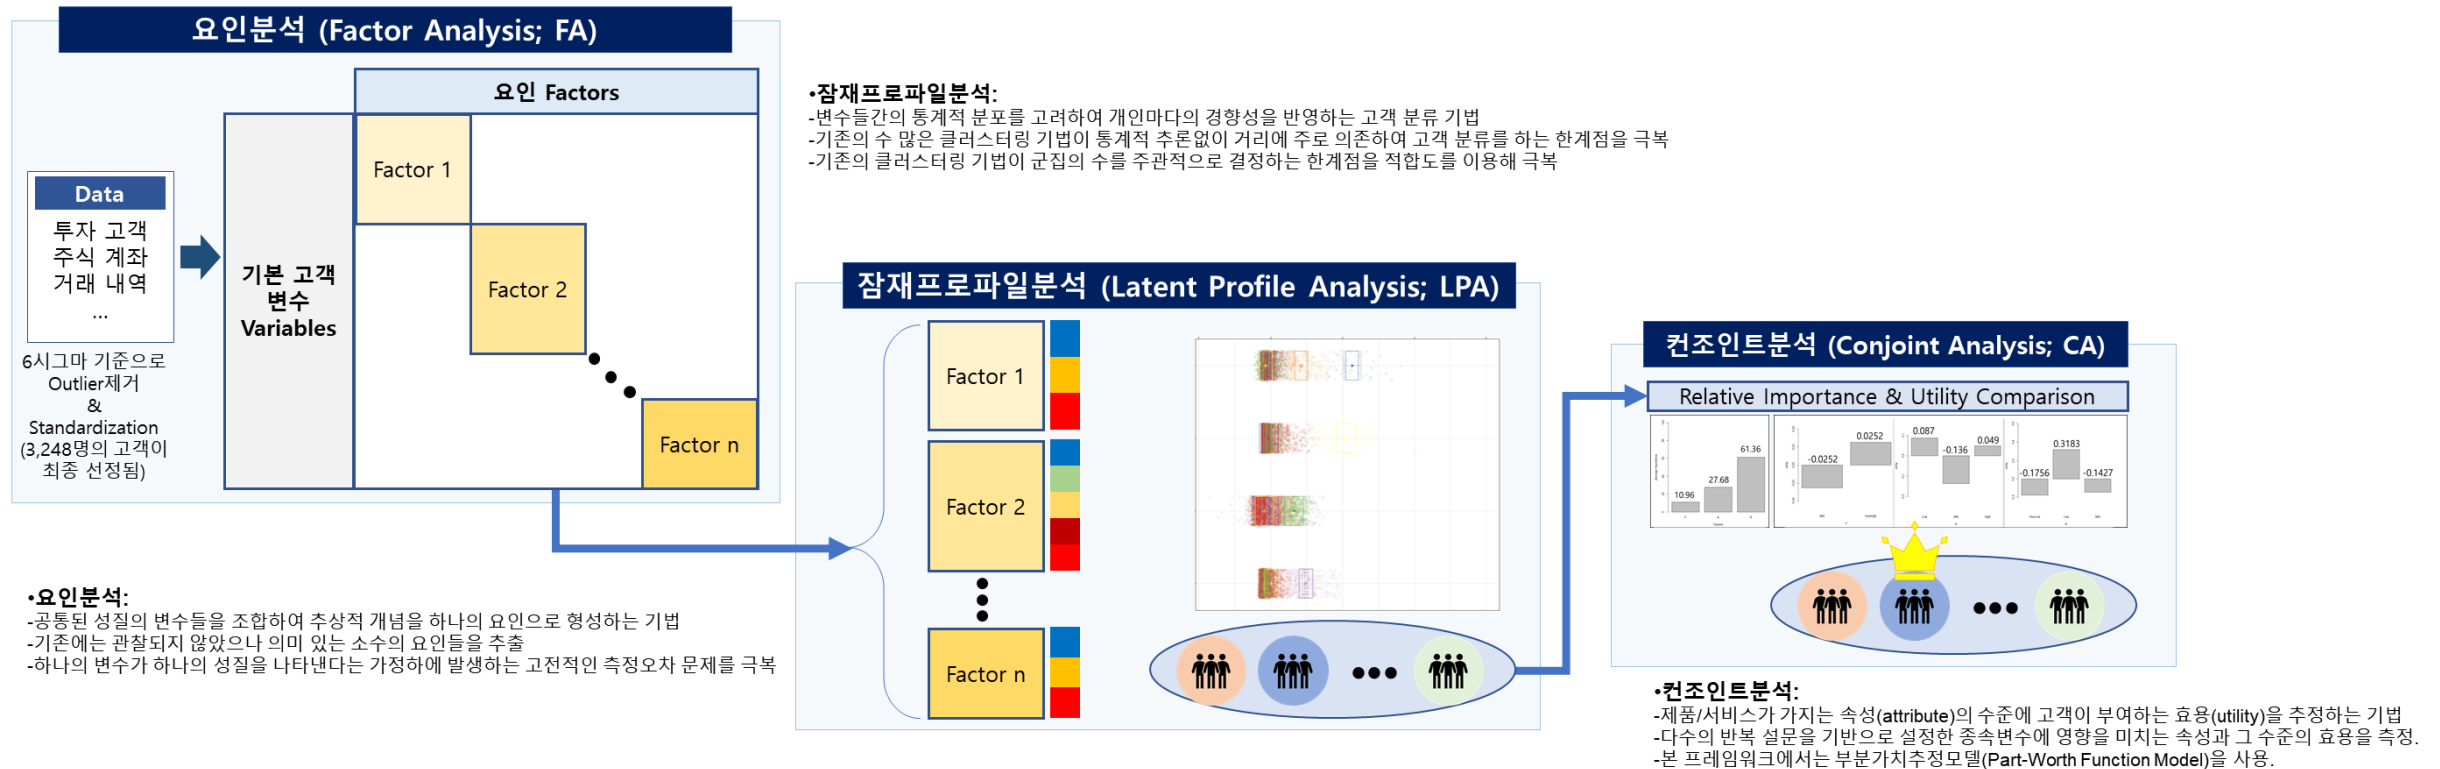 요인분석 (Factor Analysis; FA)
요인 Factors
Factor 1
Factor 2
Factor n
Data
투자 고객
주식 계좌
거래 내역
...
기본 고객
변수
Variables
6시그마 기준으로
Outlier제거
&
Standardization
(3,248명의 고객이
최종 선정됨)
•요인분석:
-공통된 성질의 변수들을 조합하여 추상적 개념을 하나의 요인으로 형성하는 기법
-기존에는 관찰되지 않았으나 의미 있는 소수의 요인들을 추출
-하나의 변수가 하나의 성질을 나타낸다는 가정하에 발생하는 고전적인 측정오차 문제를 극복
•잠재프로파일분석:
-변수들간의 통계적 분포를 고려하여 개인마다의 경향성을 반영하는 고객 분류 기법
-기존의 수 많은 클러스터링 기법이 통계적 추론없이 거리에 주로 의존하여 고객 분류를 하는 한계점을 극복
-기존의 클러스터링 기법이 군집의 수를 주관적으로 결정하는 한계점을 적합도를 이용해 극복
잠재프로파일분석 (Latent Profile Analysis; LPA)
Factor 1
Factor 2
Factor n
컨조인트분석 (Conjoint Analysis; CA)
Relative Importance & Utility Comparison
10.96
27.68
61.36
-0.0252
0.0252
0.087
-0.136
0.049
-0.1756
0.3183
-0.1427
•컨조인트분석:
-제품/서비스가 가지는 속성(attribute)의 수준에 고객이 부여하는 효용(utility)을 추정하는 기법
-다수의 반복 설문을 기반으로 설정한 종속변수에 영향을 미치는 속성과 그 수준의 효용을 측정.
-본 프레임워크에서는 부분가치추정모델(Part-Worth Function Model)을 사용.